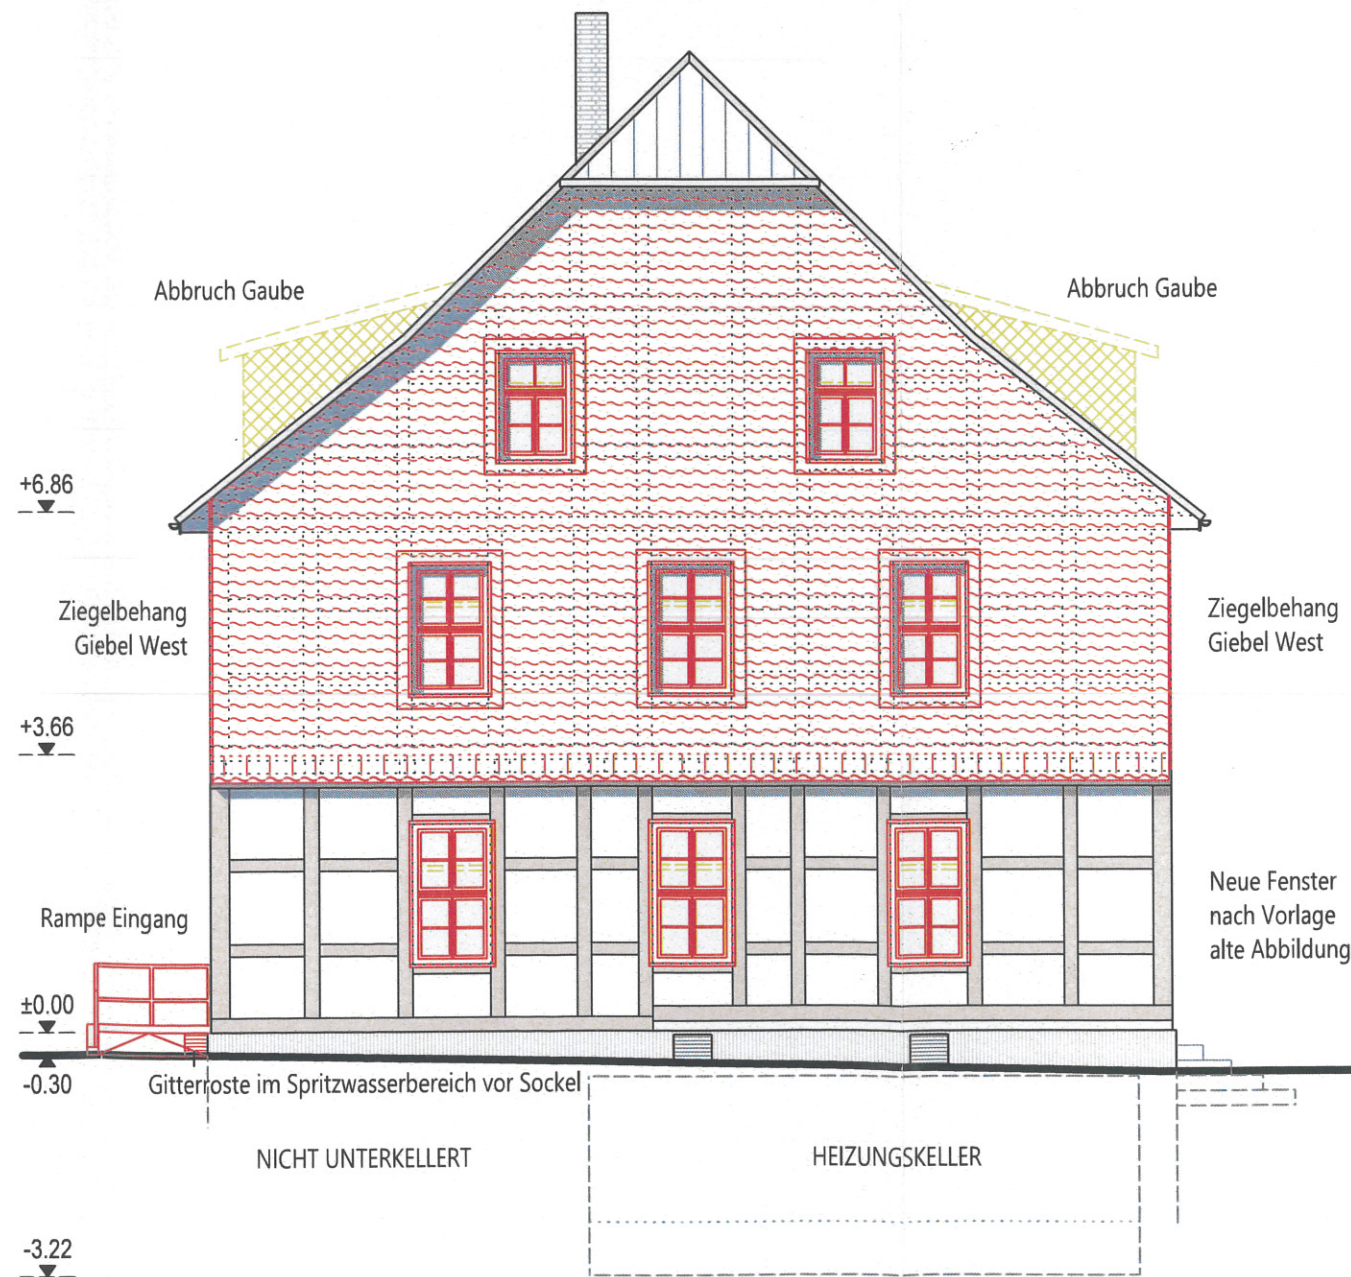 Abbruch Gaube
Abbruch Gaube
+6.86
Ziegelbehang
Giebel West
Ziegelbehang
Giebel West
+3.66
Neue Fenster
nach Vorlage
alte Abbildung
Rampe Eingang
±0.00
-0.30
Gitterroste im Spritzwasserbereich vor Sockel
NICHT UNTERKELLERT
HEIZUNGSKELLER
-3.22